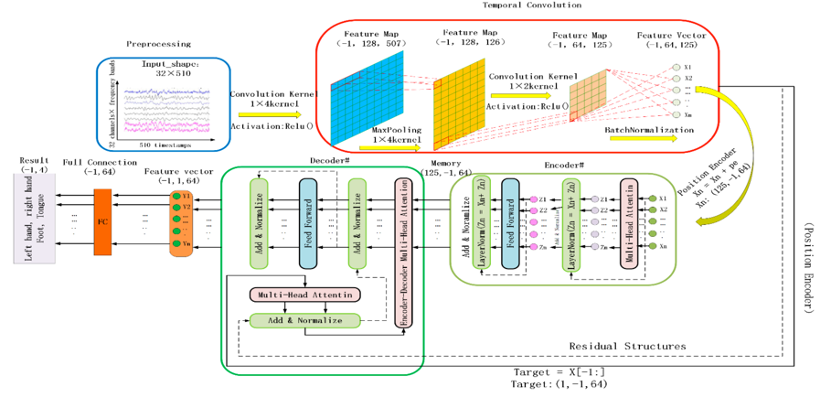 Temporal Convolution
Preprocessing
Input_shape:
32×510
32 channels× frequency bands
510 timestamps
Convolution Kernel
1×4kernel
Activation:Relu()
Feature Map
(-1, 128, 507)
MaxPooling
1×4kernel
Feature Map
(-1, 128, 126)
Convolution Kernel
1×2kernel
Activation:Relu()
Feature Map
(-1, 64, 125)
Feature Vector
(-1,64,125)
X1
X2
...
Xn
BatchNormalization
Position Encoder
Xn = Xn + pe
Xn: (125,-1,64)
(Position Encoder)
Result
(-1,4)
Left hand, right hand
Foot, Tongue
Full Connection
(-1,64)
FC
Feature vector
(-1,1,64)
Y1
Y2
...
Yn
Decoder#
Add & Normalize
Feed Forward
Add & Normalize
Encoder-Decoder Multi-Head Attention
Multi-Head Attentin
Add & Normalize
Memory
(125,-1,64)
Encoder#
Add & Noramlize
LayerNorm(Zn = Xn+ Zn)
Feed Forward
Z1
Z2
...
Zn
Add & Normalize
LayerNorm(Zn = Xn+ Zn)
Z1
Z2
...
Zn
Multi-Head Attention
X1
X2
...
Xn
Residual Structures
Target = X[-1:]
Target:(1,-1,64)